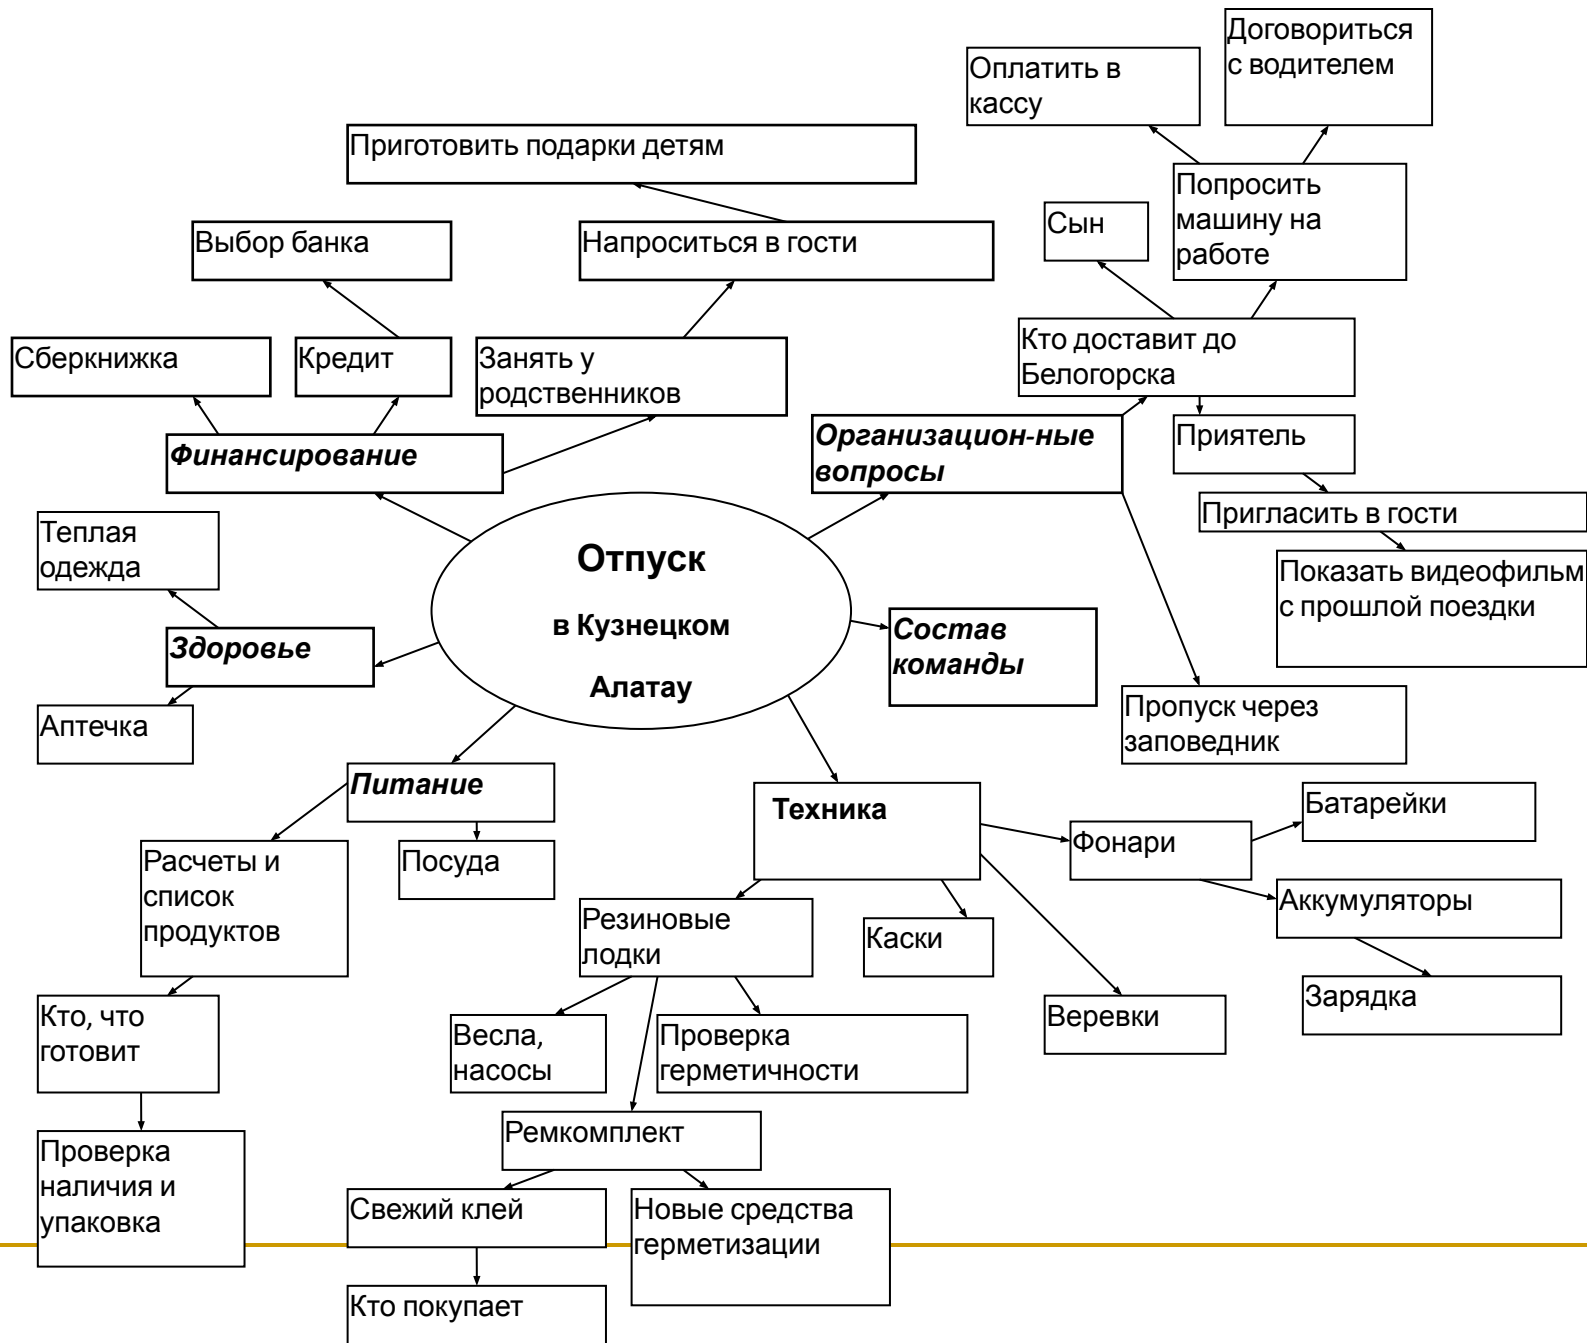 Договориться
с водителем
Оплатить в
кассу
Приготовить подарки детям
Попросить
машину на
работе
Сын
Выбор банка
Напроситься в гости
Кто доставит до
Белогорска
Сберкнижка
Кредит
Занять у
родственников
Приятель
Организацион-ные
вопросы
Финансирование
Пригласить в гости
Теплая
одежда
Отпуск
в Кузнецком
Алатау
Показать видеофильм
с прошлой поездки
Состав
команды
Здоровье
Аптечка
Пропуск через
заповедник
Питание
Техника
Батарейки
Фонари
Расчеты и
список
продуктов
Посуда
Аккумуляторы
Резиновые
лодки
Каски
Зарядка
Веревки
Кто, что
готовит
Весла,
насосы
Проверка
герметичности
Ремкомплект
Проверка
наличия и
упаковка
Свежий клей
Новые средства
герметизации
Кто покупает